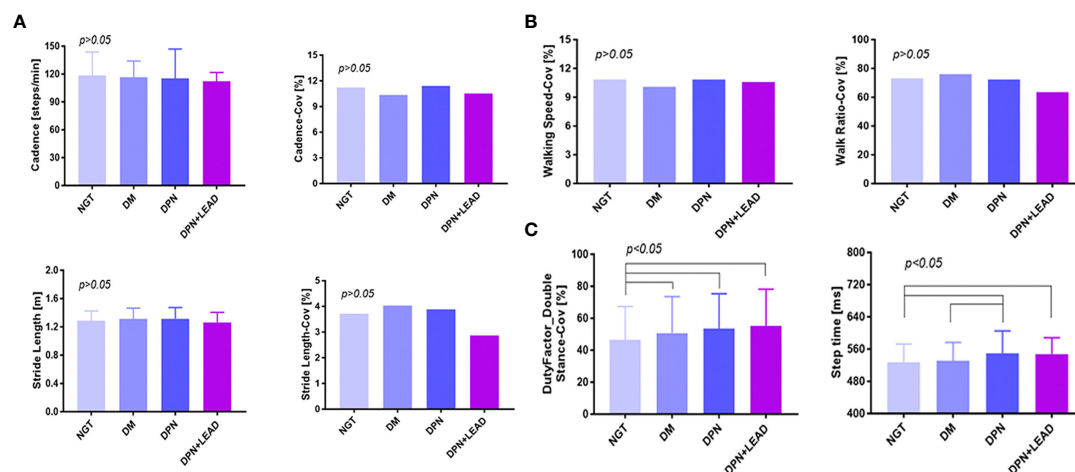 A
B
Cadence [steps/min]
150
120
90
60
30
0
p>0.05
NGT
DM
DPN
DPN+LEAD
Cadence-Cov [%]
15
12
9
6
3
0
p>0.05
NGT
DM
DPN
DPN+LEAD
Walking Speed-Cov [%]
15
12
9
6
3
0
p>0.05
NGT
DM
DPN
DPN+LEAD
Walk Ratio-Cov [%]
100
80
60
40
20
0
p>0.05
NGT
DM
DPN
DPN+LEAD
Stride Length [m]
2.0
1.6
1.2
0.8
0.4
0.0
p>0.05
NGT
DM
DPN
DPN+LEAD
Stride Length-Cov [%]
5
4
3
2
1
0
p>0.05
NGT
DM
DPN
DPN+LEAD
C
DutyFactor_Double
Stance-Cov [%]
100
80
60
40
20
0
p<0.05
NGT
DM
DPN
DPN+LEAD
Step time [ms]
800
720
640
560
480
400
p<0.05
NGT
DM
DPN
DPN+LEAD